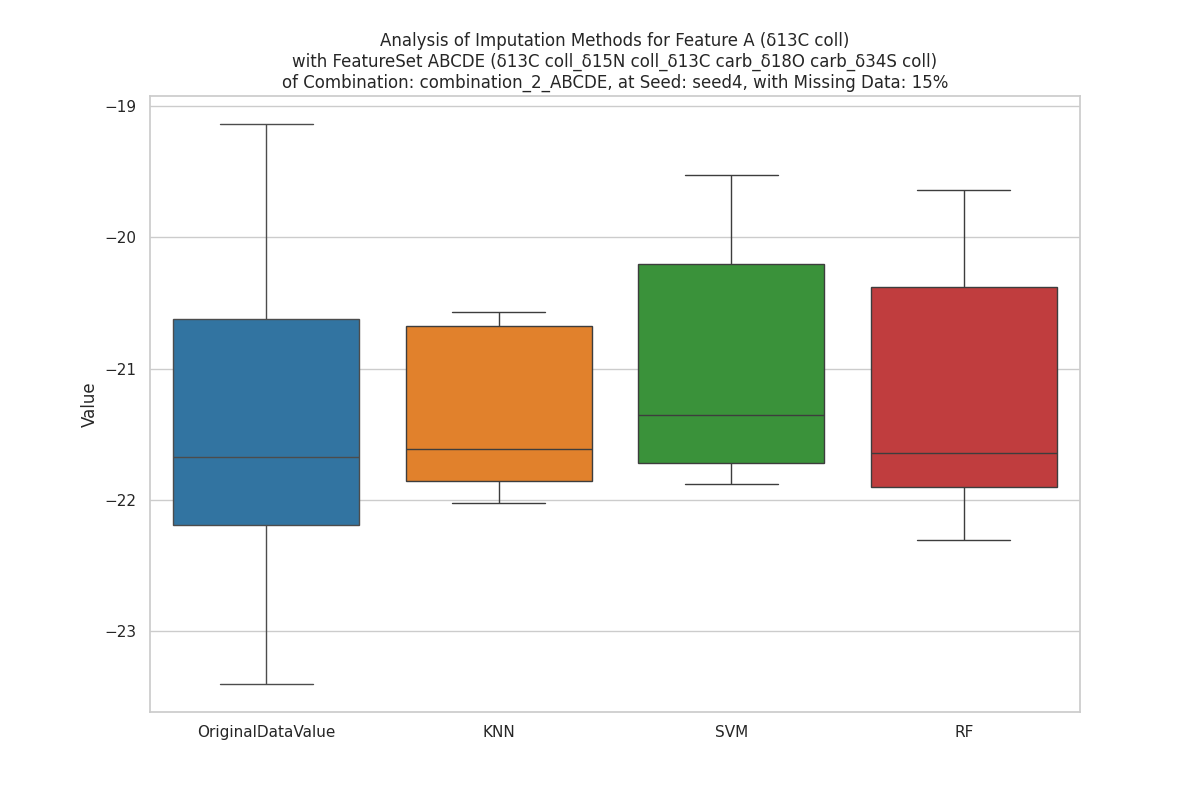 Analysis of Imputation Methods for Feature A (δ13C coll)
with FeatureSet ABCDE (δ13C coll_δ15N coll_δ13C carb_δ18O carb_δ34S coll)
of Combination: combination_2_ABCDE, at Seed: seed4, with Missing Data: 15%
−19
−20
−21
−22
−23
Value
OriginalDataValue
KNN
SVM
RF